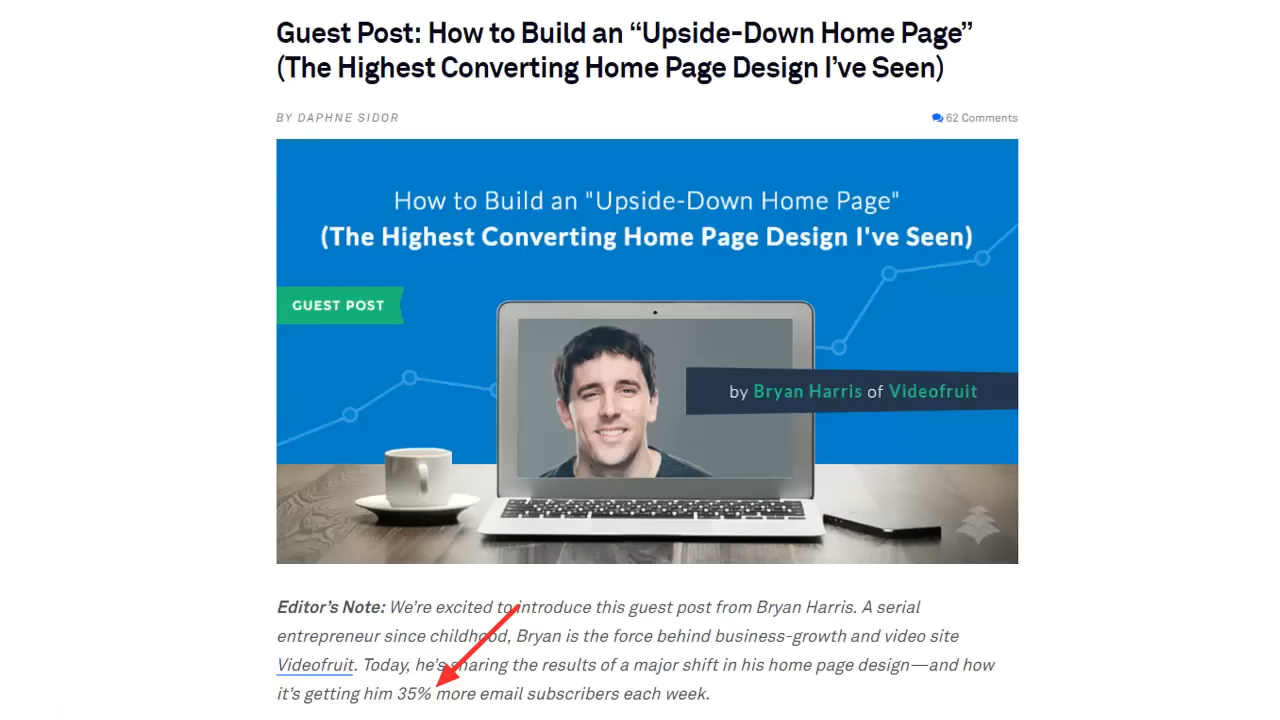 Guest Post: How to Build an “Upside-Down Home Page”
(The Highest Converting Home Page Design I’ve Seen)
BY DAPHNE SIDOR
62 Comments
How to Build an "Upside-Down Home Page"
(The Highest Converting Home Page Design I've Seen)
GUEST POST
by Bryan Harris of Videofruit
Editor’s Note: We’re excited to introduce this guest post from Bryan Harris. A serial
entrepreneur since childhood, Bryan is the force behind business-growth and video site
Videofruit. Today, he’s sharing the results of a major shift in his home page design—and how
it’s getting him 35% more email subscribers each week.